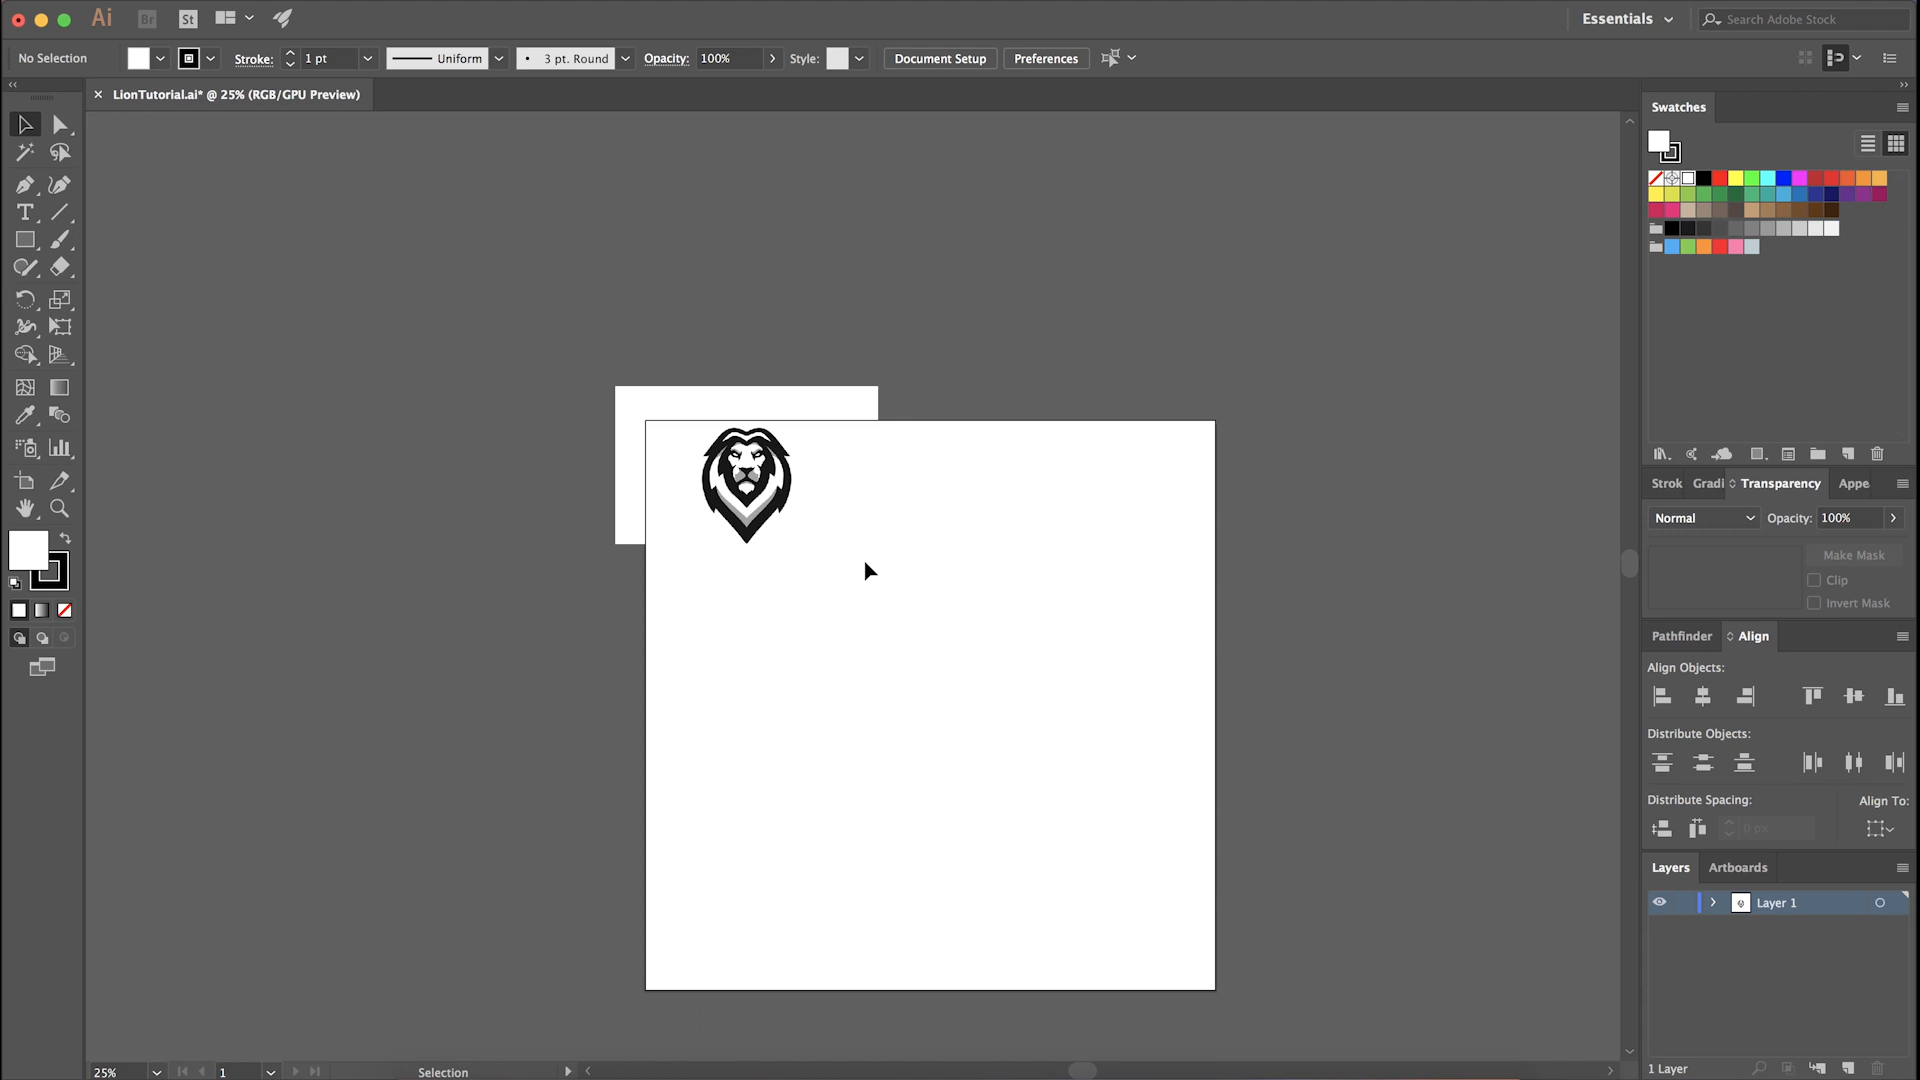 Ai Br St Essentials Search Adobe Stock
No Selection Stroke: 1 pt Uniform 3 pt. Round Opacity: 100% Style: Document Setup Preferences
LionTutorial.ai* @ 25% (RGB/GPU Preview)
Swatches
Strok Gradi Transparency Appe
Normal Opacity: 100%
Make Mask
Clip
Invert Mask
Pathfinder Align
Align Objects:
Distribute Objects:
Distribute Spacing: Align To:
0 px
Layers Artboards
Layer 1
25% 1 Selection 1 Layer